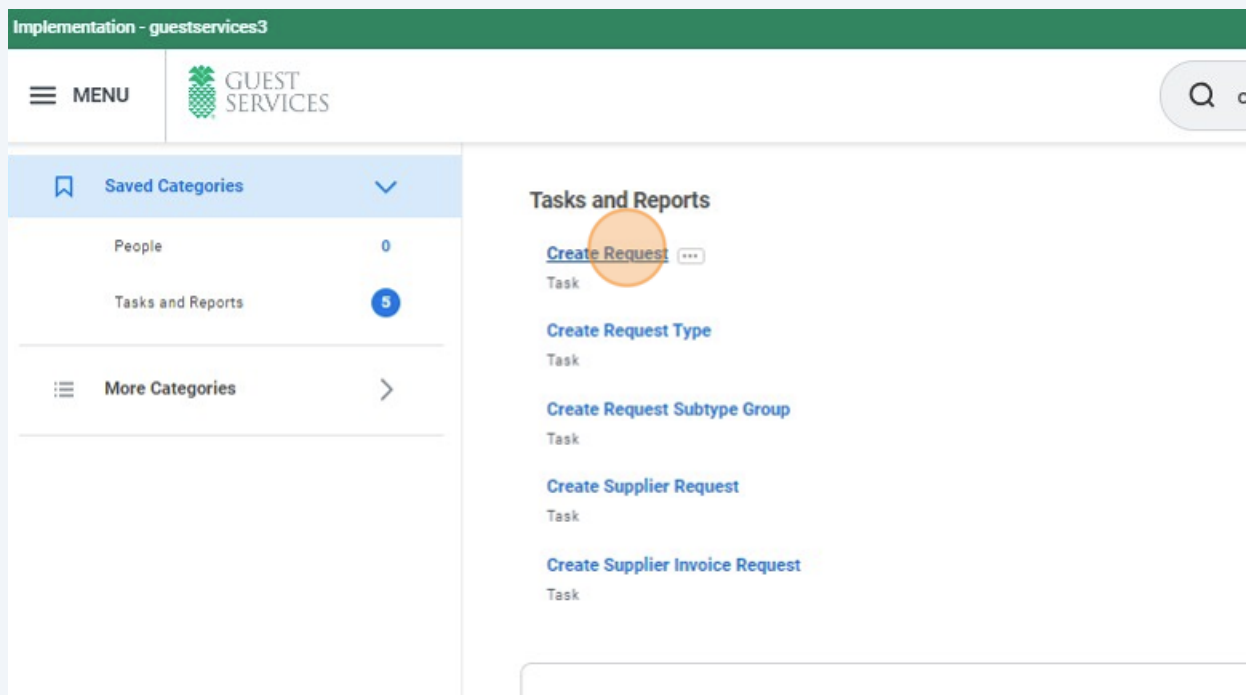 Implementation - guestservices3
MENU
GUEST
SERVICES
Saved Categories
People 0
Tasks and Reports 5
More Categories
Tasks and Reports
Create Request
Task
Create Request Type
Task
Create Request Subtype Group
Task
Create Supplier Request
Task
Create Supplier Invoice Request
Task